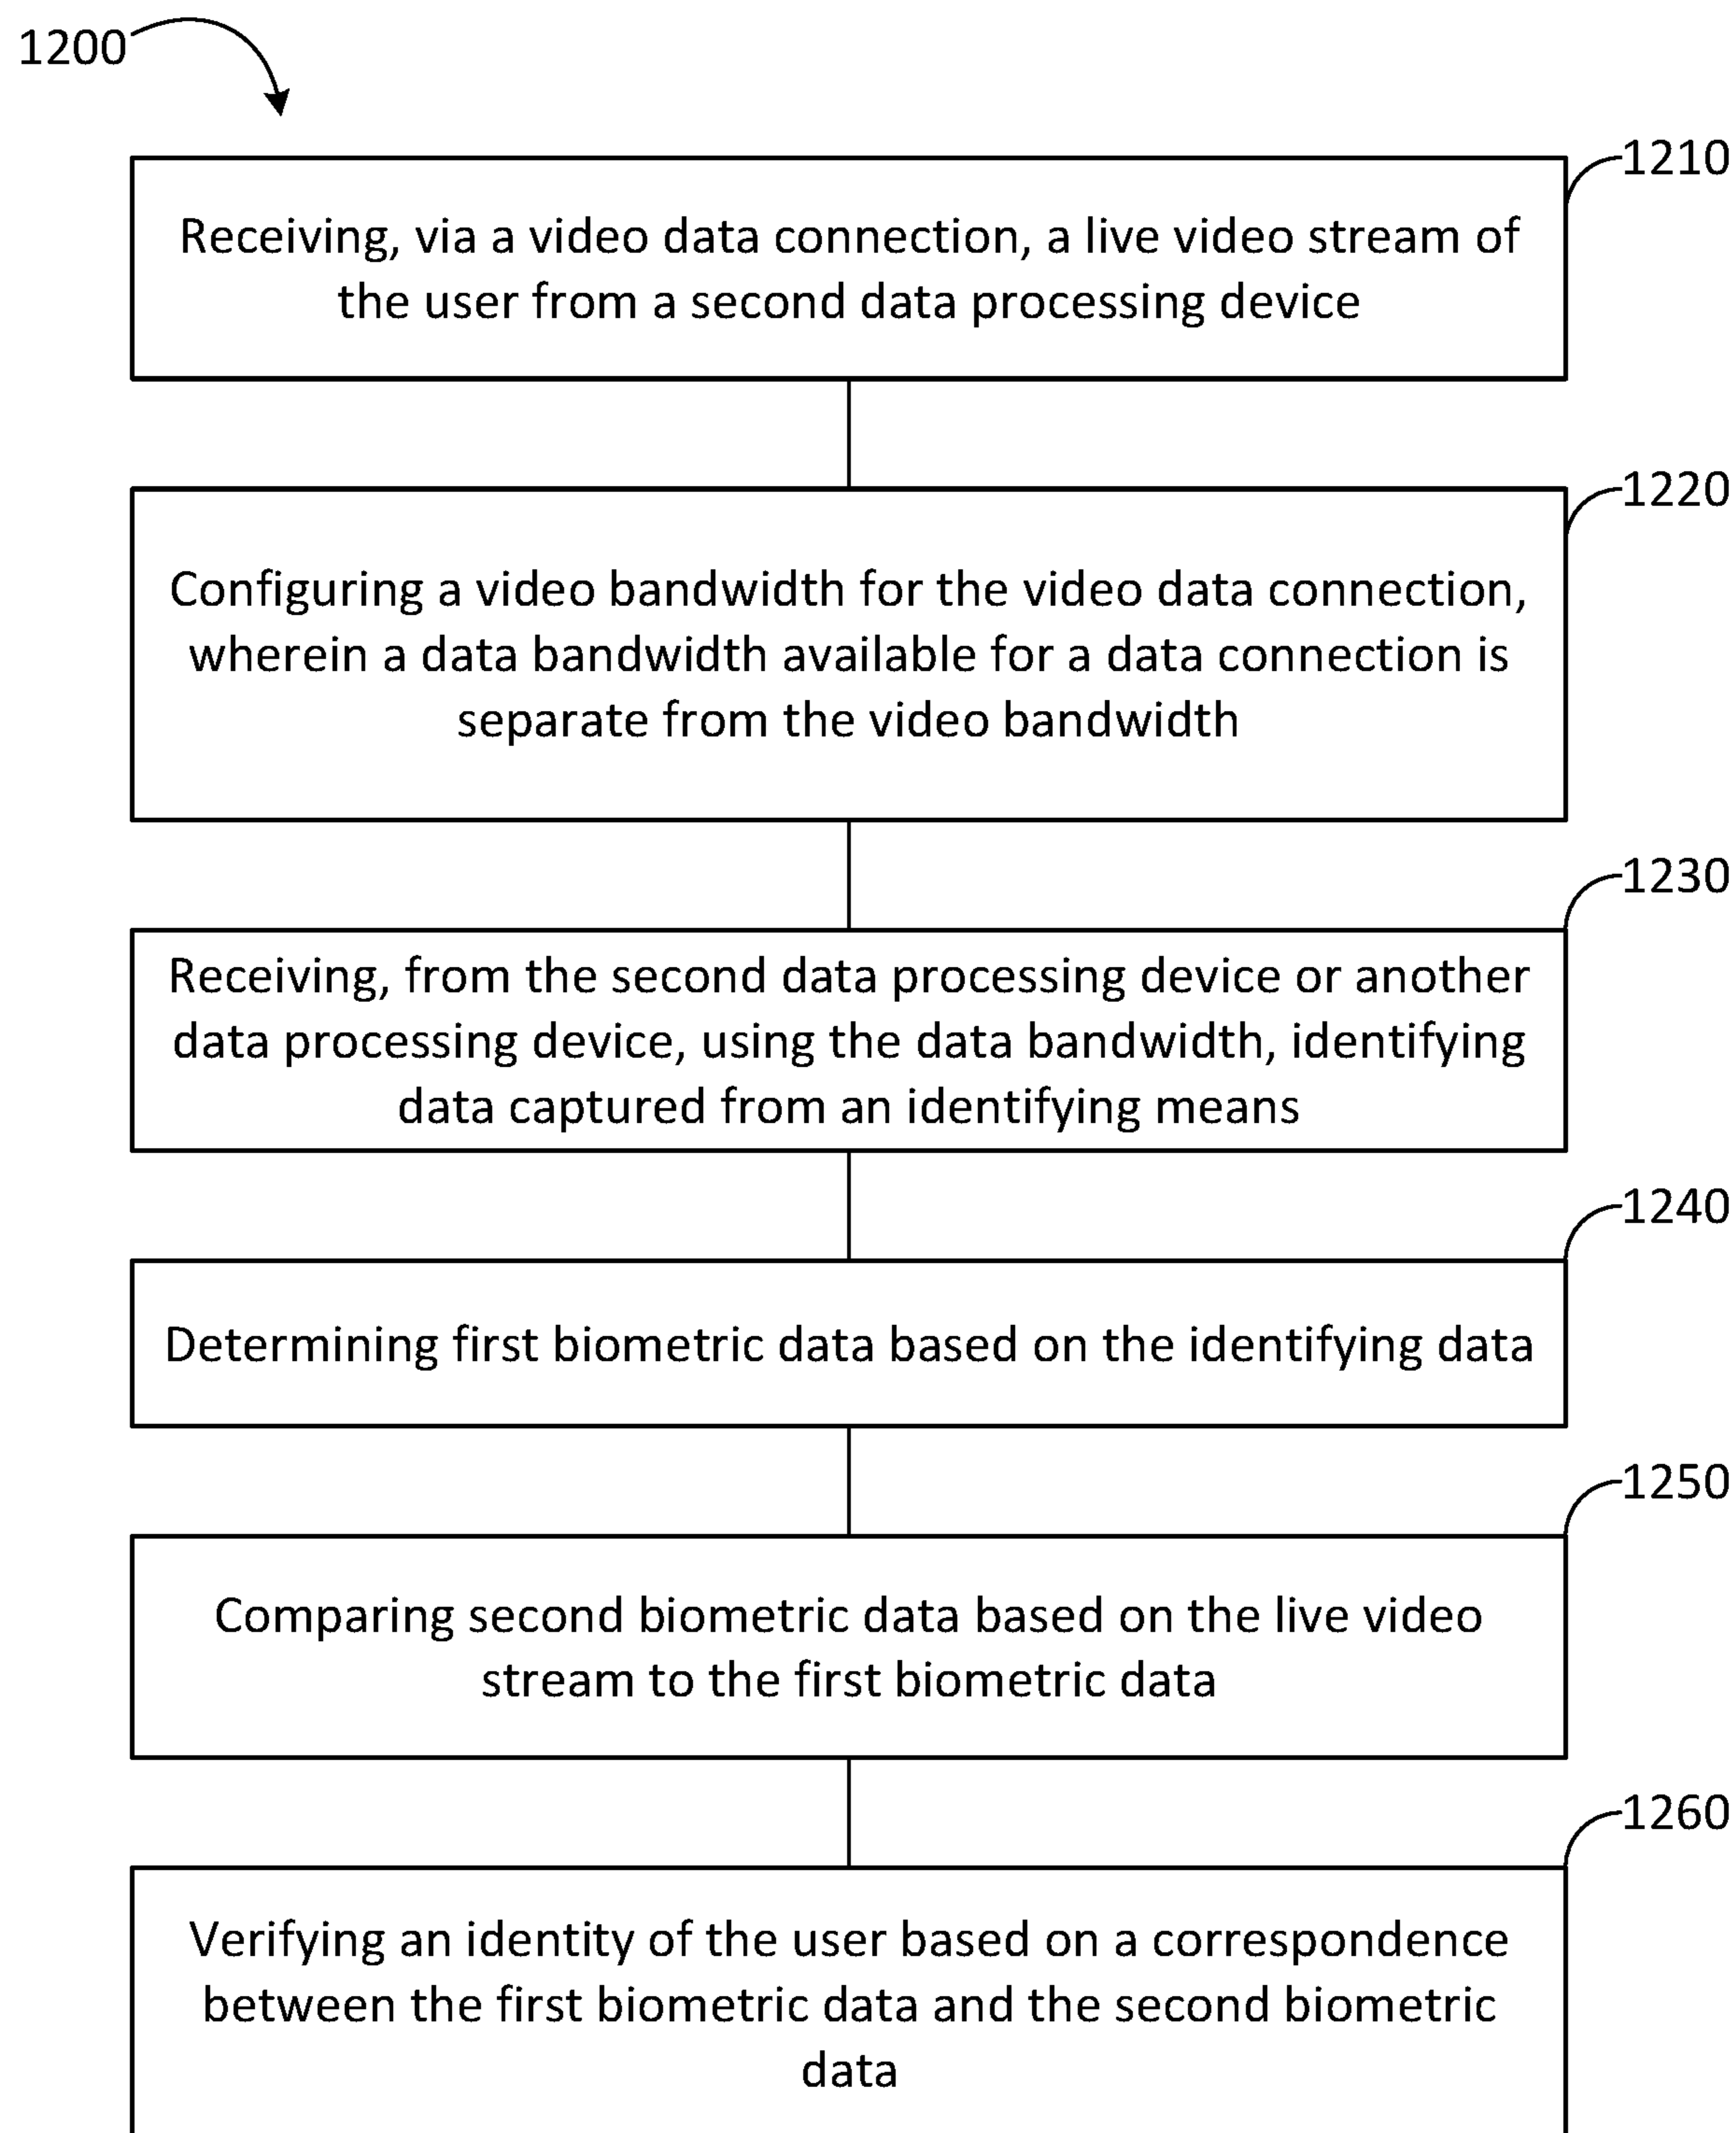 1200
1210
Receiving, via a video data connection, a live video stream of
the user from a second data processing device
1220
Configuring a video bandwidth for the video data connection,
wherein a data bandwidth available for a data connection is
separate from the video bandwidth
1230
Receiving, from the second data processing device or another
data processing device, using the data bandwidth, identifying
data captured from an identifying means
1240
Determining first biometric data based on the identifying data
1250
Comparing second biometric data based on the live video
stream to the first biometric data
1260
Verifying an identity of the user based on a correspondence
between the first biometric data and the second biometric
data